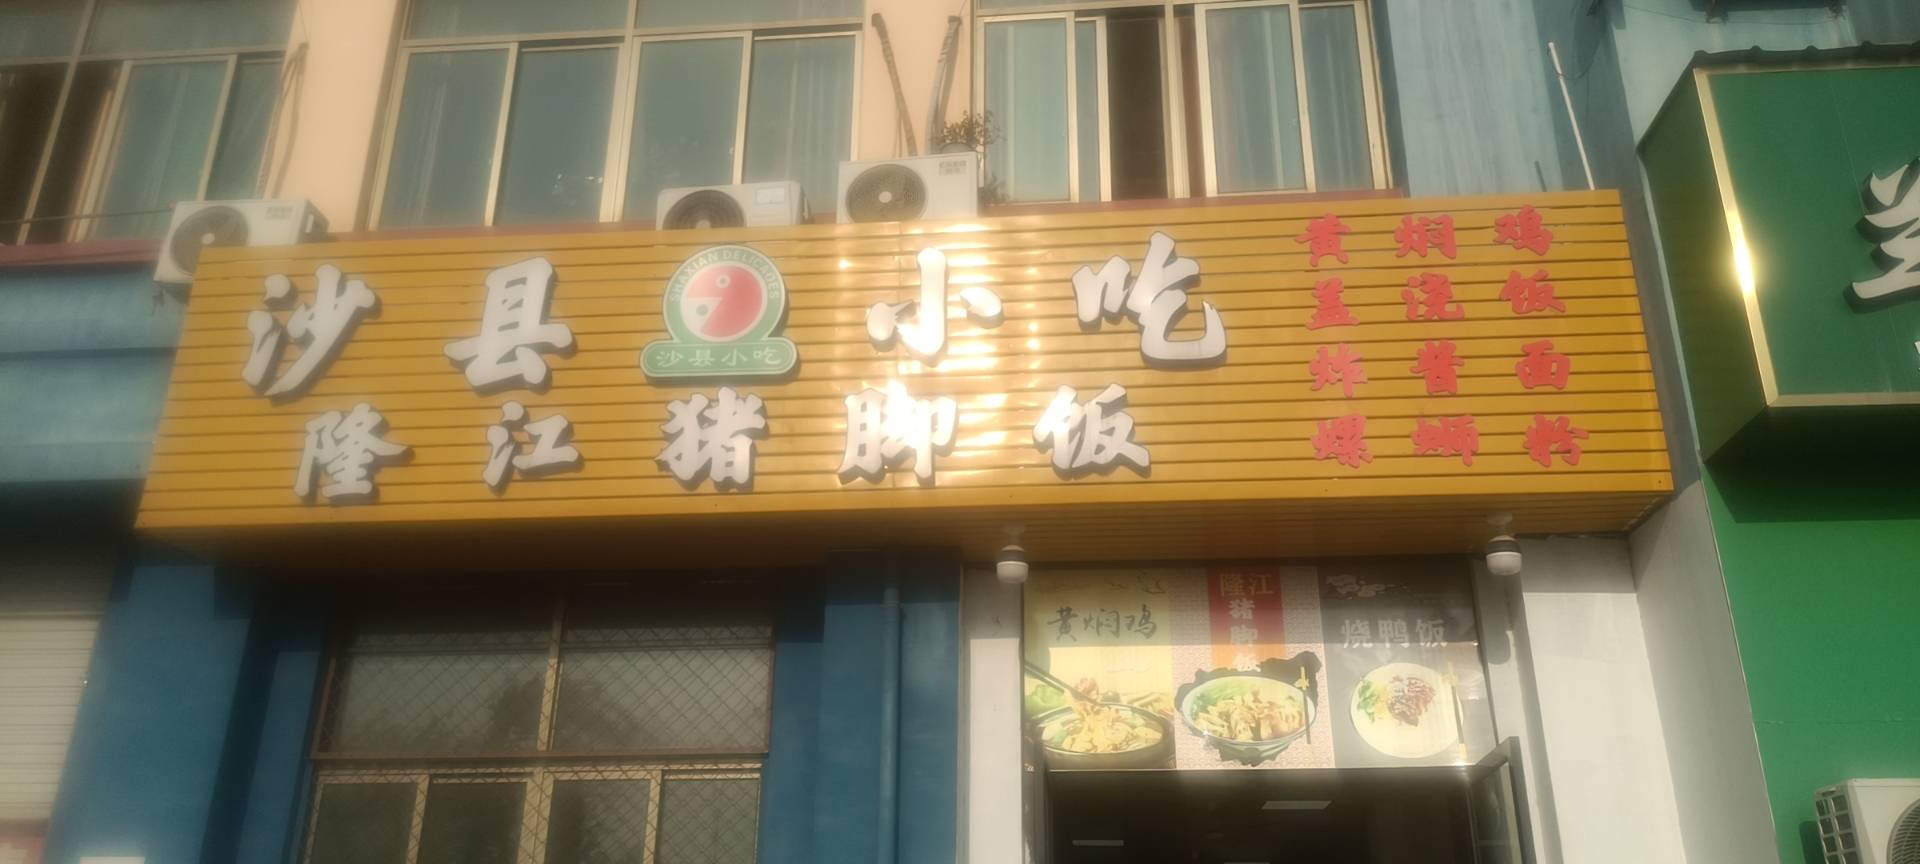 沙县小吃
SHAXIAN DELICACIES
沙县小吃
隆江猪脚饭
黄焖鸡
盖浇饭
炸酱面
螺蛳粉
黄焖鸡
隆江
猪脚饭
烧鸭饭